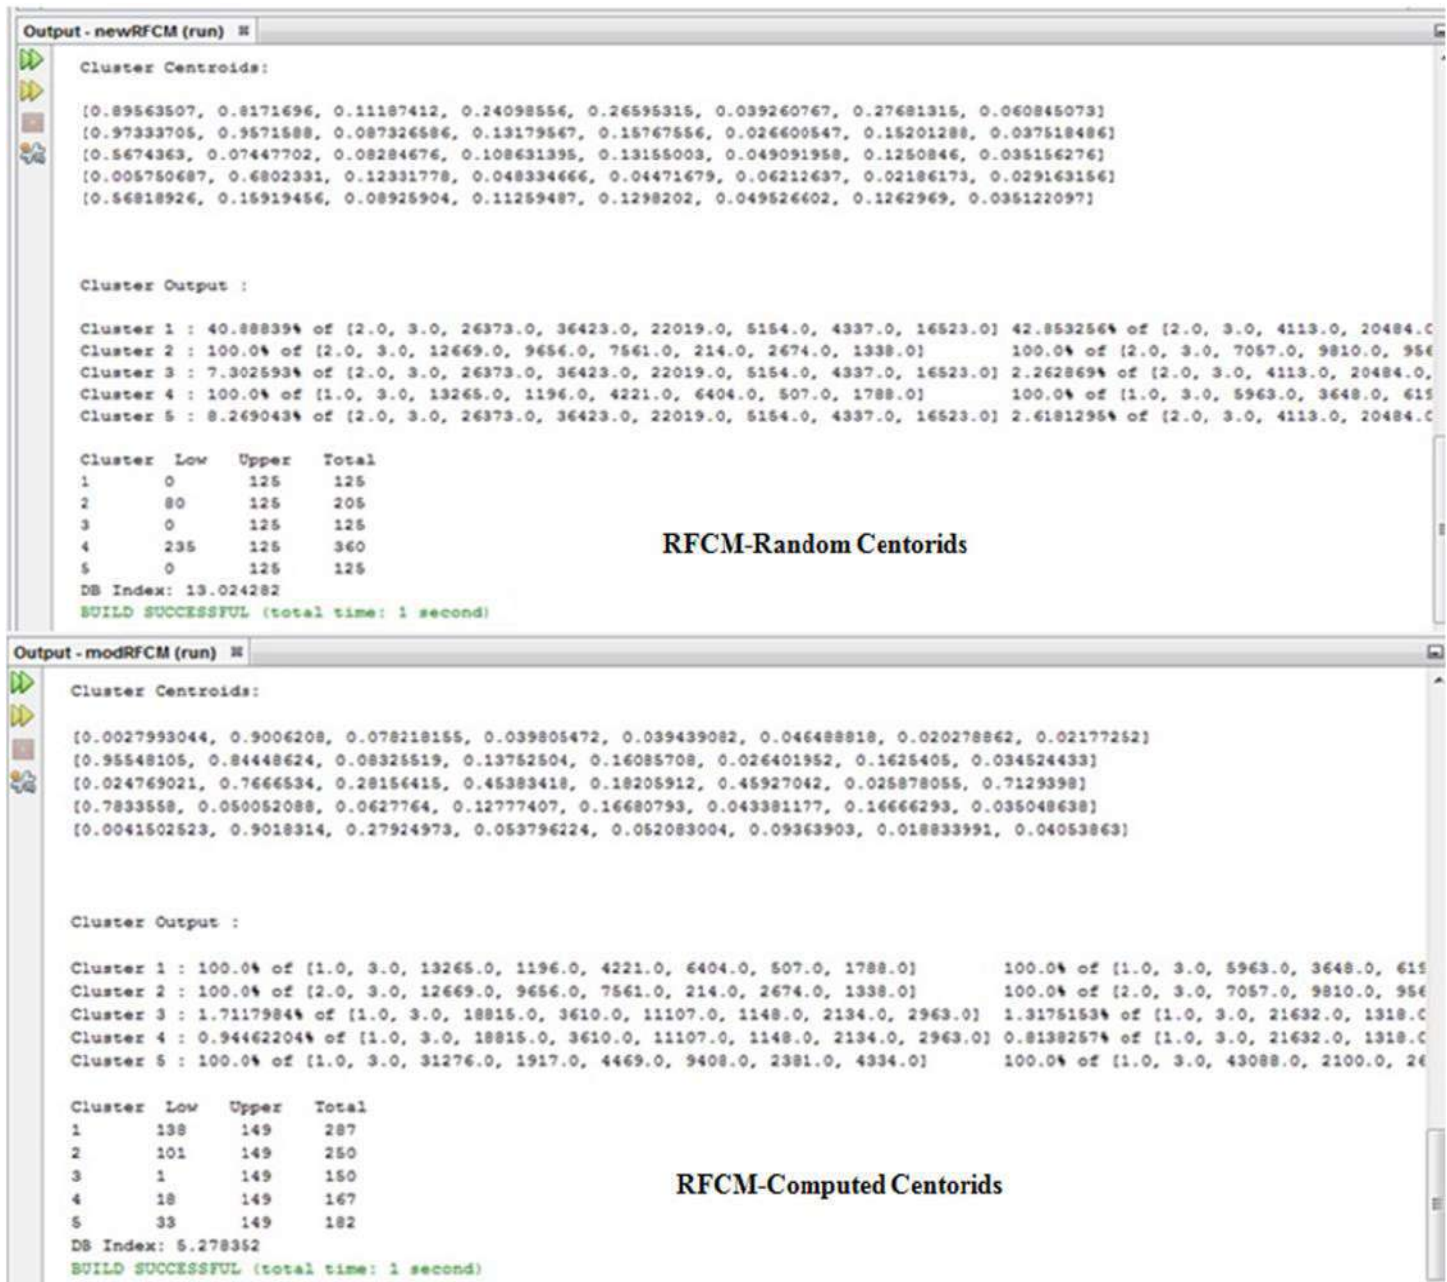 Output - newRFCM (run)
Cluster Centroids:
[0.89563507, 0.8171696, 0.11187412, 0.24098556, 0.26595315, 0.039260767, 0.27681315, 0.060845073]
[0.97333705, 0.9571588, 0.087326586, 0.13179567, 0.15767556, 0.026600547, 0.15201288, 0.037518486]
[0.5674363, 0.07447702, 0.08284676, 0.108631395, 0.13155003, 0.049091958, 0.1250846, 0.035156276]
[0.005750687, 0.6802331, 0.12331778, 0.048334666, 0.04471679, 0.06212637, 0.02186173, 0.029163156]
[0.56818926, 0.15919456, 0.08925904, 0.11259487, 0.1298202, 0.049526602, 0.1262969, 0.035122097]
Cluster Output :
Cluster 1 : 40.88839% of [2.0, 3.0, 26373.0, 36423.0, 22019.0, 5154.0, 4337.0, 16523.0] 42.853256% of [2.0, 3.0, 4113.0, 20484.0
Cluster 2 : 100.0% of [2.0, 3.0, 12669.0, 9656.0, 7561.0, 214.0, 2674.0, 1338.0] 100.0% of [2.0, 3.0, 7057.0, 9810.0, 956
Cluster 3 : 7.302593% of [2.0, 3.0, 26373.0, 36423.0, 22019.0, 5154.0, 4337.0, 16523.0] 2.262869% of [2.0, 3.0, 4113.0, 20484.0,
Cluster 4 : 100.0% of [1.0, 3.0, 13265.0, 1196.0, 4221.0, 6404.0, 507.0, 1788.0] 100.0% of [1.0, 3.0, 5963.0, 3648.0, 619
Cluster 5 : 8.269043% of [2.0, 3.0, 26373.0, 36423.0, 22019.0, 5154.0, 4337.0, 16523.0] 2.6181295% of [2.0, 3.0, 4113.0, 20484.0
Cluster Low Upper Total
1 0 125 125
2 80 125 205
3 0 125 125
4 235 125 360
5 0 125 125
RFCM-Random Centorids
DB Index: 13.024282
BUILD SUCCESSFUL (total time: 1 second)
Output - modRFCM (run)
Cluster Centroids:
[0.0027993044, 0.9006208, 0.078218155, 0.039805472, 0.039439082, 0.046488818, 0.020278862, 0.02177252]
[0.95548105, 0.84448624, 0.08325519, 0.13752504, 0.16085708, 0.026401952, 0.1625405, 0.034524433]
[0.024769021, 0.7666534, 0.28156415, 0.45383418, 0.18205912, 0.45927042, 0.025878055, 0.7129398]
[0.7833558, 0.050052088, 0.0627764, 0.12777407, 0.16680793, 0.043381177, 0.16666293, 0.035048638]
[0.0041502523, 0.9018314, 0.27924973, 0.053796224, 0.052083004, 0.09363903, 0.018833991, 0.04053863]
Cluster Output :
Cluster 1 : 100.0% of [1.0, 3.0, 13265.0, 1196.0, 4221.0, 6404.0, 507.0, 1788.0] 100.0% of [1.0, 3.0, 5963.0, 3648.0, 619
Cluster 2 : 100.0% of [2.0, 3.0, 12669.0, 9656.0, 7561.0, 214.0, 2674.0, 1338.0] 100.0% of [2.0, 3.0, 7057.0, 9810.0, 956
Cluster 3 : 1.7117984% of [1.0, 3.0, 18815.0, 3610.0, 11107.0, 1148.0, 2134.0, 2963.0] 1.3175153% of [1.0, 3.0, 21632.0, 1318.0
Cluster 4 : 0.94462204% of [1.0, 3.0, 18815.0, 3610.0, 11107.0, 1148.0, 2134.0, 2963.0] 0.8138257% of [1.0, 3.0, 21632.0, 1318.0
Cluster 5 : 100.0% of [1.0, 3.0, 31276.0, 1917.0, 4469.0, 9408.0, 2381.0, 4334.0] 100.0% of [1.0, 3.0, 43088.0, 2100.0, 26
Cluster Low Upper Total
1 138 149 287
2 101 149 250
3 1 149 150
4 18 149 167
5 33 149 182
RFCM-Computed Centorids
DB Index: 5.278352
BUILD SUCCESSFUL (total time: 1 second)